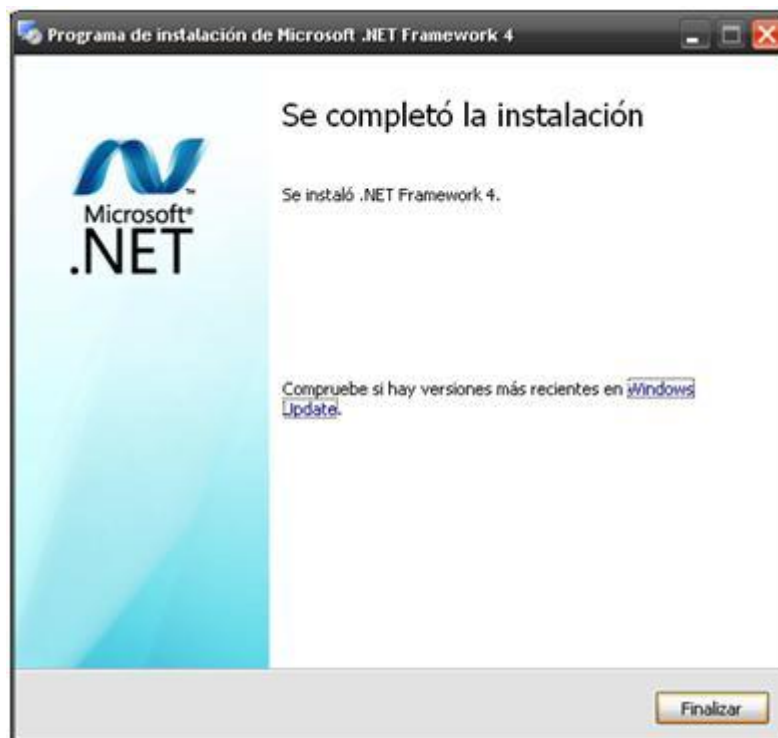 Programa de instalación de Microsoft .NET Framework 4
Se completó la instalación
Microsoft®
.NET™
Se instaló .NET Framework 4.
Compruebe si hay versiones más recientes en Windows
Update.
Finalizar